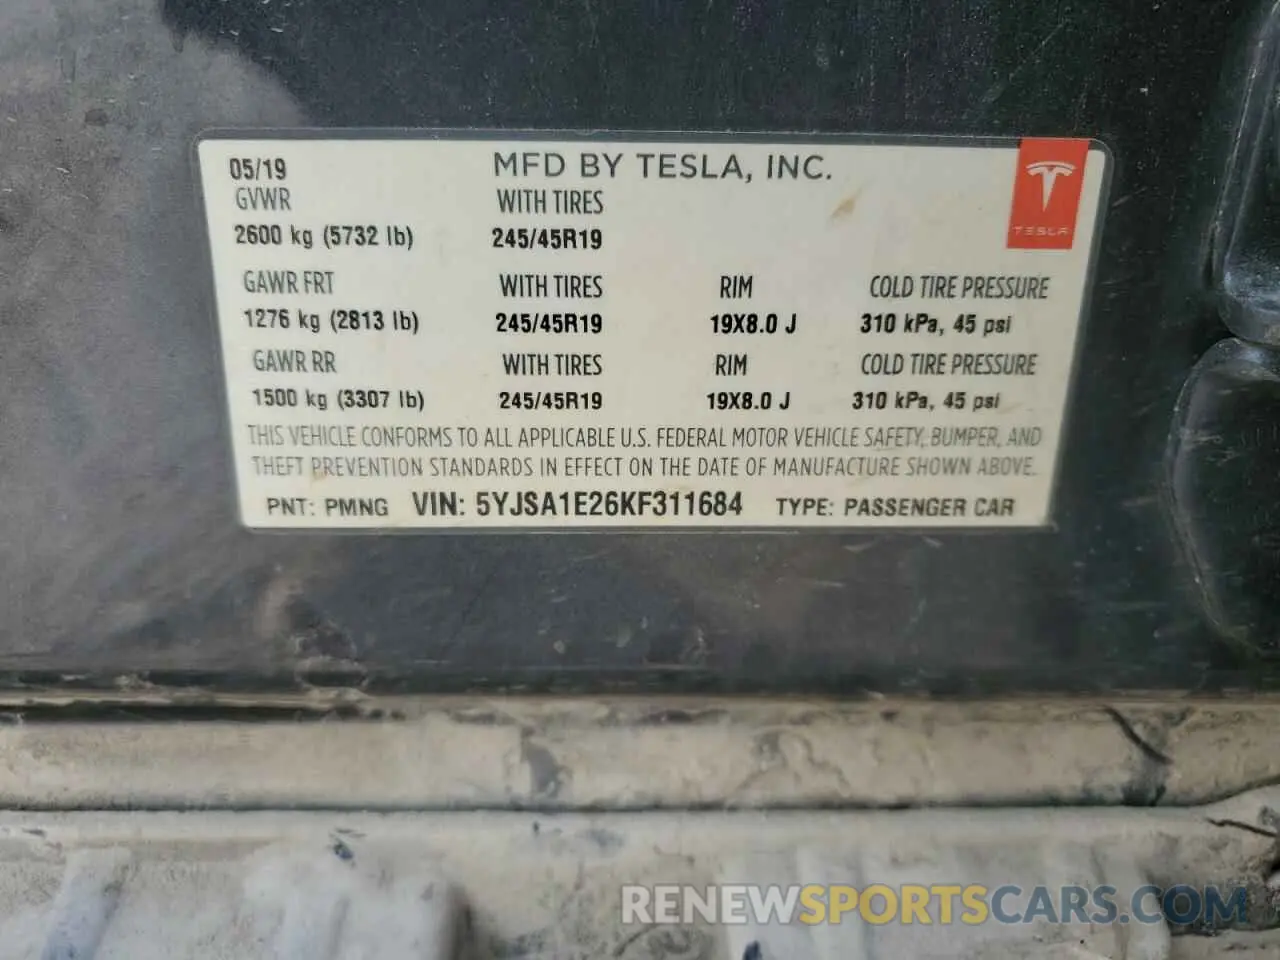 05/19 MFD BY TESLA, INC.
GVWR WITH TIRES
2600 kg (5732 lb) 245/45R19
TESLA
GAWR FRT WITH TIRES RIM COLD TIRE PRESSURE
1276 kg (2813 lb) 245/45R19 19X8.0 J 310 kPa, 45 psi
GAWR RR WITH TIRES RIM COLD TIRE PRESSURE
1500 kg (3307 lb) 245/45R19 19X8.0 J 310 kPa, 45 psi
THIS VEHICLE CONFORMS TO ALL APPLICABLE U.S. FEDERAL MOTOR VEHICLE SAFETY, BUMPER, AND
THEFT PREVENTION STANDARDS IN EFFECT ON THE DATE OF MANUFACTURE SHOWN ABOVE.
PNT: PMNG VIN: 5YJSA1E26KF311684 TYPE: PASSENGER CAR
RENEWSPORTSCARS.COM